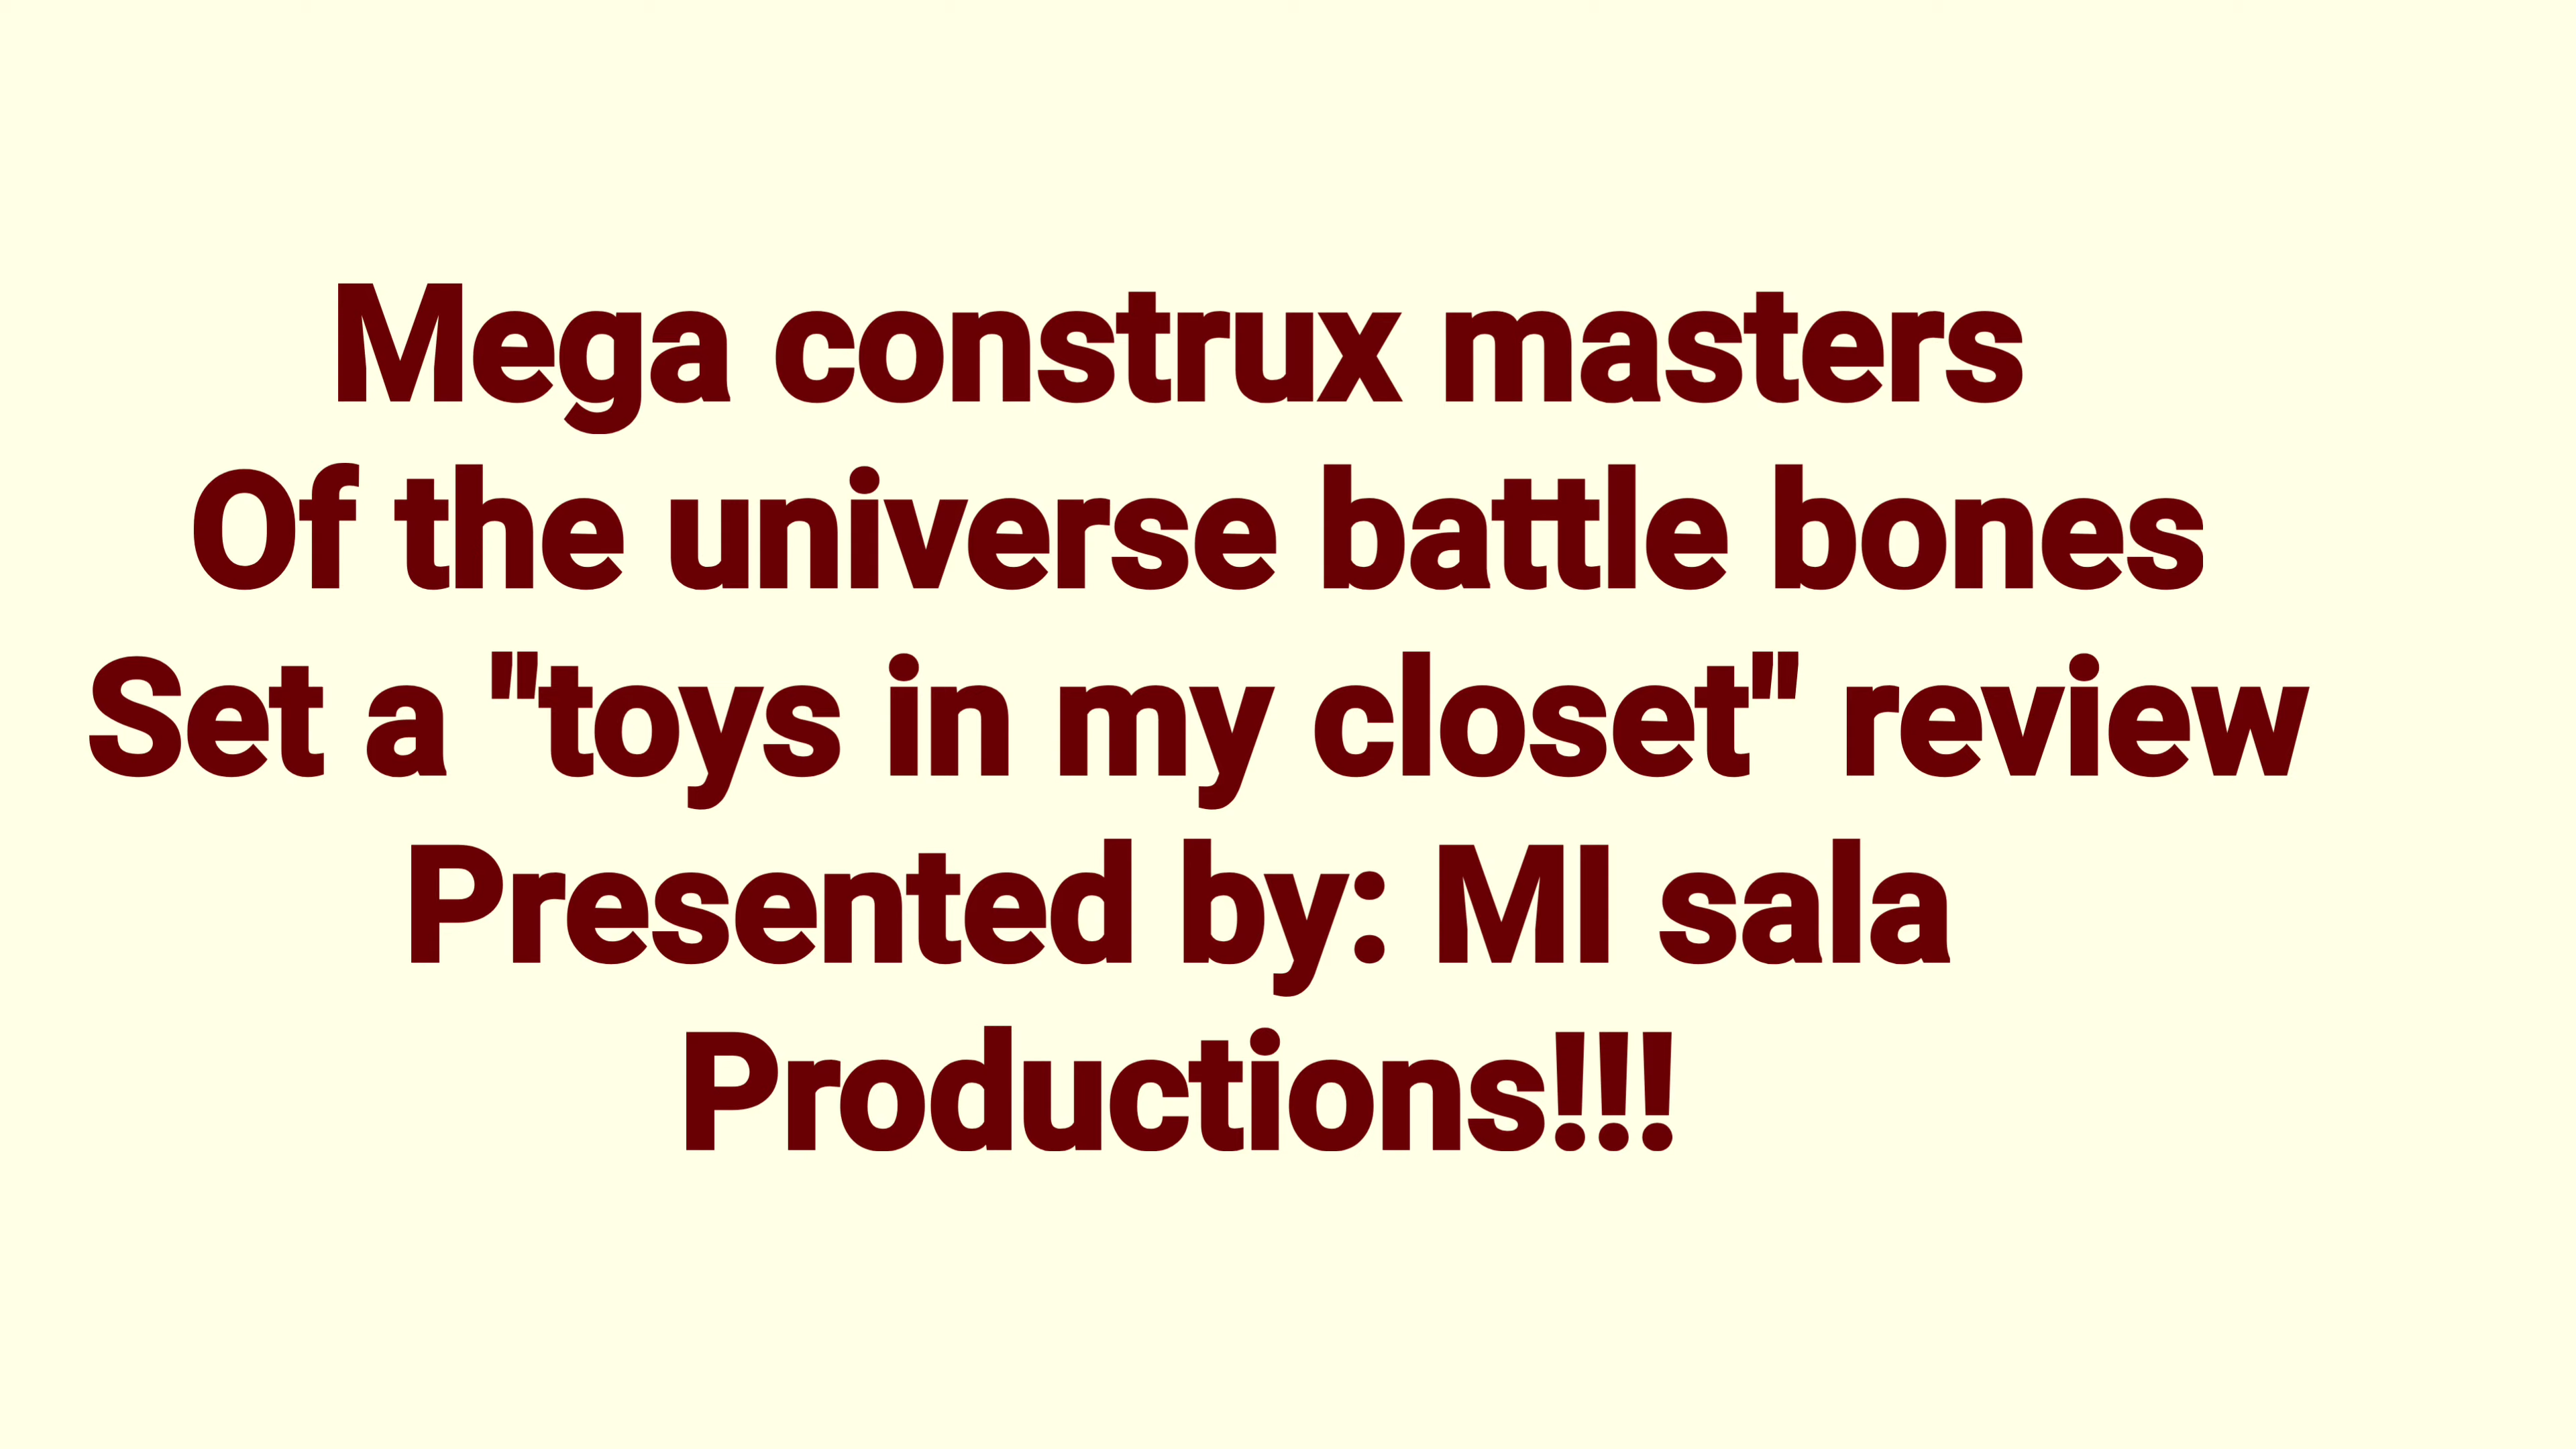 Mega construx masters
Of the universe battle bones
Set a "toys in my closet" review
Presented by: MI sala
Productions!!!